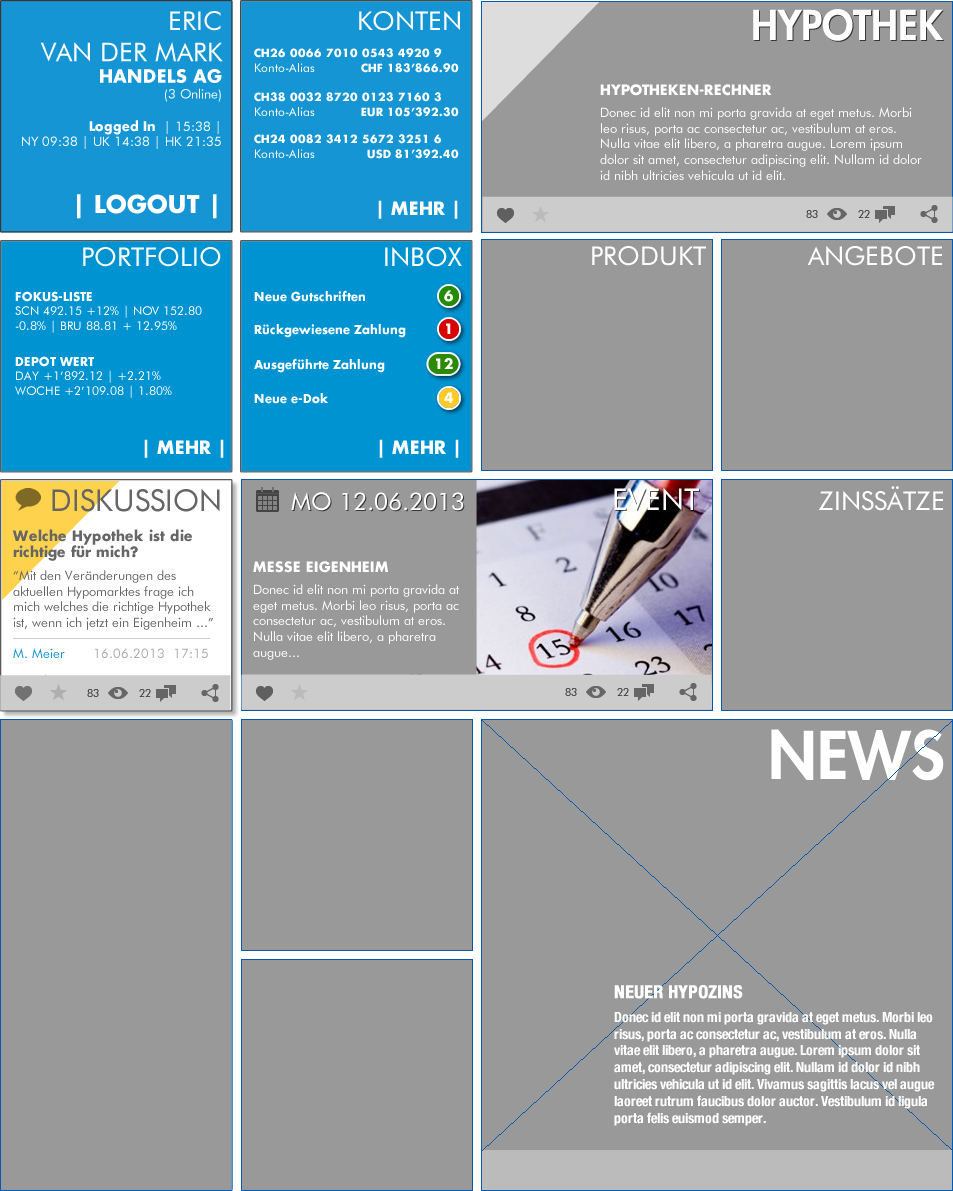 ERIC
VAN DER MARK
HANDELS AG
(3 Online)
Logged In | 15:38 |
NY 09:38 | UK 14:38 | HK 21:35
| LOGOUT |
KONTEN
CH26 0066 7010 0543 4920 9
Konto-Alias CHF 183’866.90
CH38 0032 8720 0123 7160 3
Konto-Alias EUR 105’392.30
CH24 0082 3412 5672 3251 6
Konto-Alias USD 81’392.40
| MEHR |
HYPOTHEK
HYPOTHEKEN-RECHNER
Donec id elit non mi porta gravida at eget metus. Morbi
leo risus, porta ac consectetur ac, vestibulum at eros.
Nulla vitae elit libero, a pharetra augue. Lorem ipsum
dolor sit amet, consectetur adipiscing elit. Nullam id dolor
id nibh ultricies vehicula ut id elit.
83 22
PORTFOLIO
FOKUS-LISTE
SCN 492.15 +12% | NOV 152.80
-0.8% | BRU 88.81 + 12.95%
DEPOT WERT
DAY +1’892.12 | +2.21%
WOCHE +2’109.08 | 1.80%
| MEHR |
INBOX
Neue Gutschriften 6
Rückgewiesene Zahlung 1
Ausgeführte Zahlung 12
Neue e-Dok 4
| MEHR |
PRODUKT
ANGEBOTE
DISKUSSION
Welche Hypothek ist die
richtige für mich?
“Mit den Veränderungen des
aktuellen Hypomarktes frage ich
mich welches die richtige Hypothek
ist, wenn ich jetzt ein Eigenheim ...”
M. Meier 16.06.2013 17:15
83 22
MO 12.06.2013
EVENT
MESSE EIGENHEIM
Donec id elit non mi porta gravida at
eget metus. Morbi leo risus, porta ac
consectetur ac, vestibulum at eros.
Nulla vitae elit libero, a pharetra
augue...
1 2
8 9 10
15 16 17
14 23
83 22
ZINSSÄTZE
NEWS
NEUER HYPOZINS
Donec id elit non mi porta gravida at eget metus. Morbi leo
risus, porta ac consectetur ac, vestibulum at eros. Nulla
vitae elit libero, a pharetra augue. Lorem ipsum dolor sit
amet, consectetur adipiscing elit. Nullam id dolor id nibh
ultricies vehicula ut id elit. Vivamus sagittis lacus vel augue
laoreet rutrum faucibus dolor auctor. Vestibulum id ligula
porta felis euismod semper.